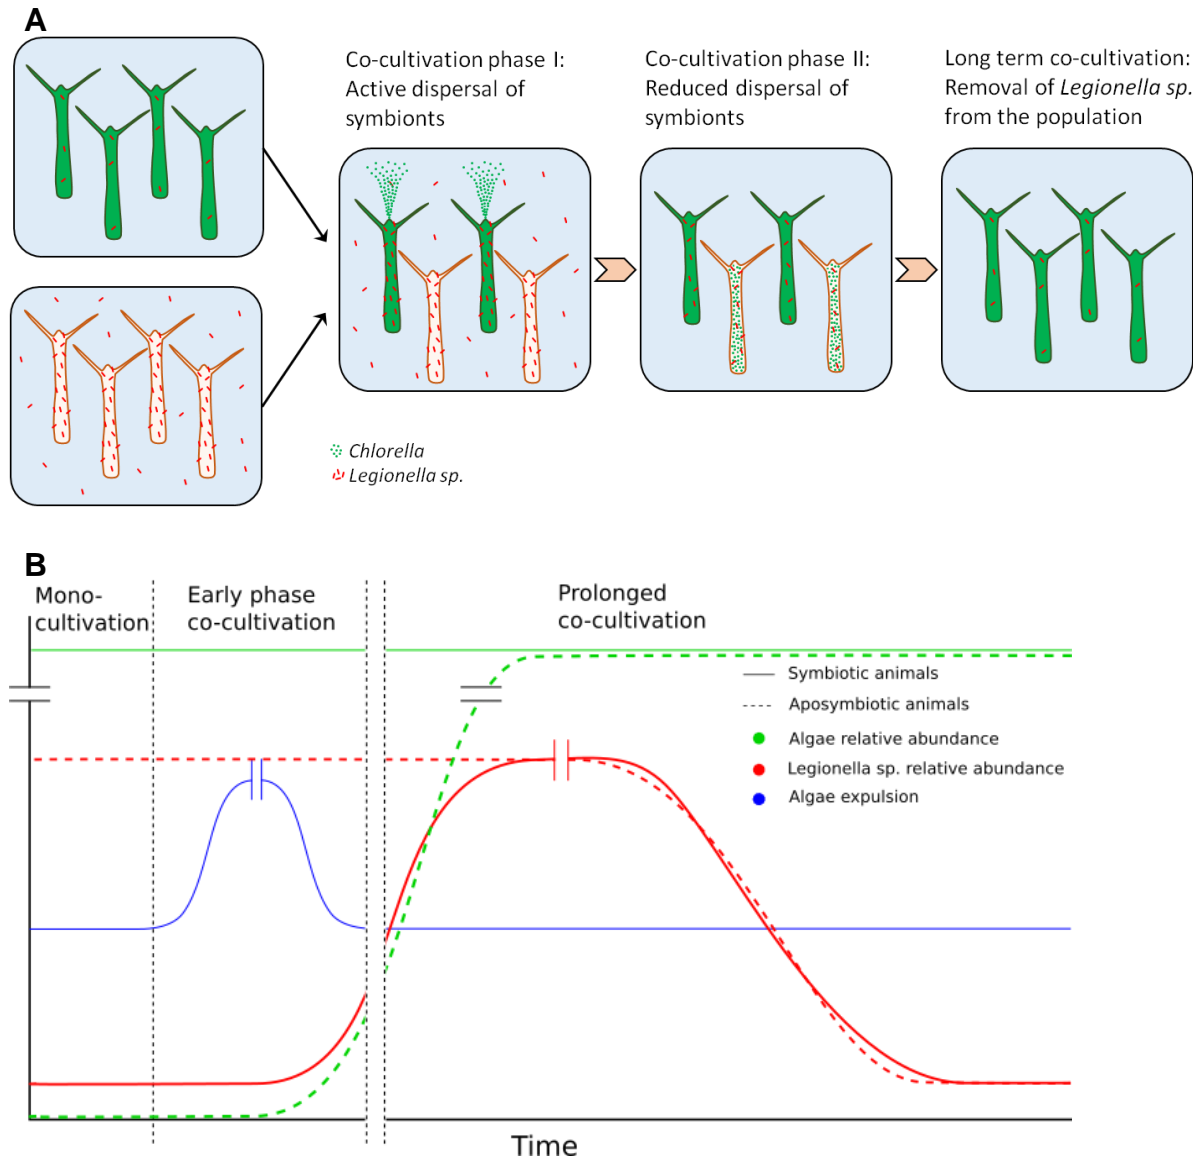 A
Co-cultivation phase I:
Active dispersal of
symbionts
Co-cultivation phase II:
Reduced dispersal of
symbionts
Long term co-cultivation:
Removal of Legionella sp.
from the population
Chlorella
Legionella sp.
B
Mono-
cultivation
Early phase
co-cultivation
Prolonged
co-cultivation
Symbiotic animals
Aposymbiotic animals
Algae relative abundance
Legionella sp. relative abundance
Algae expulsion
Time